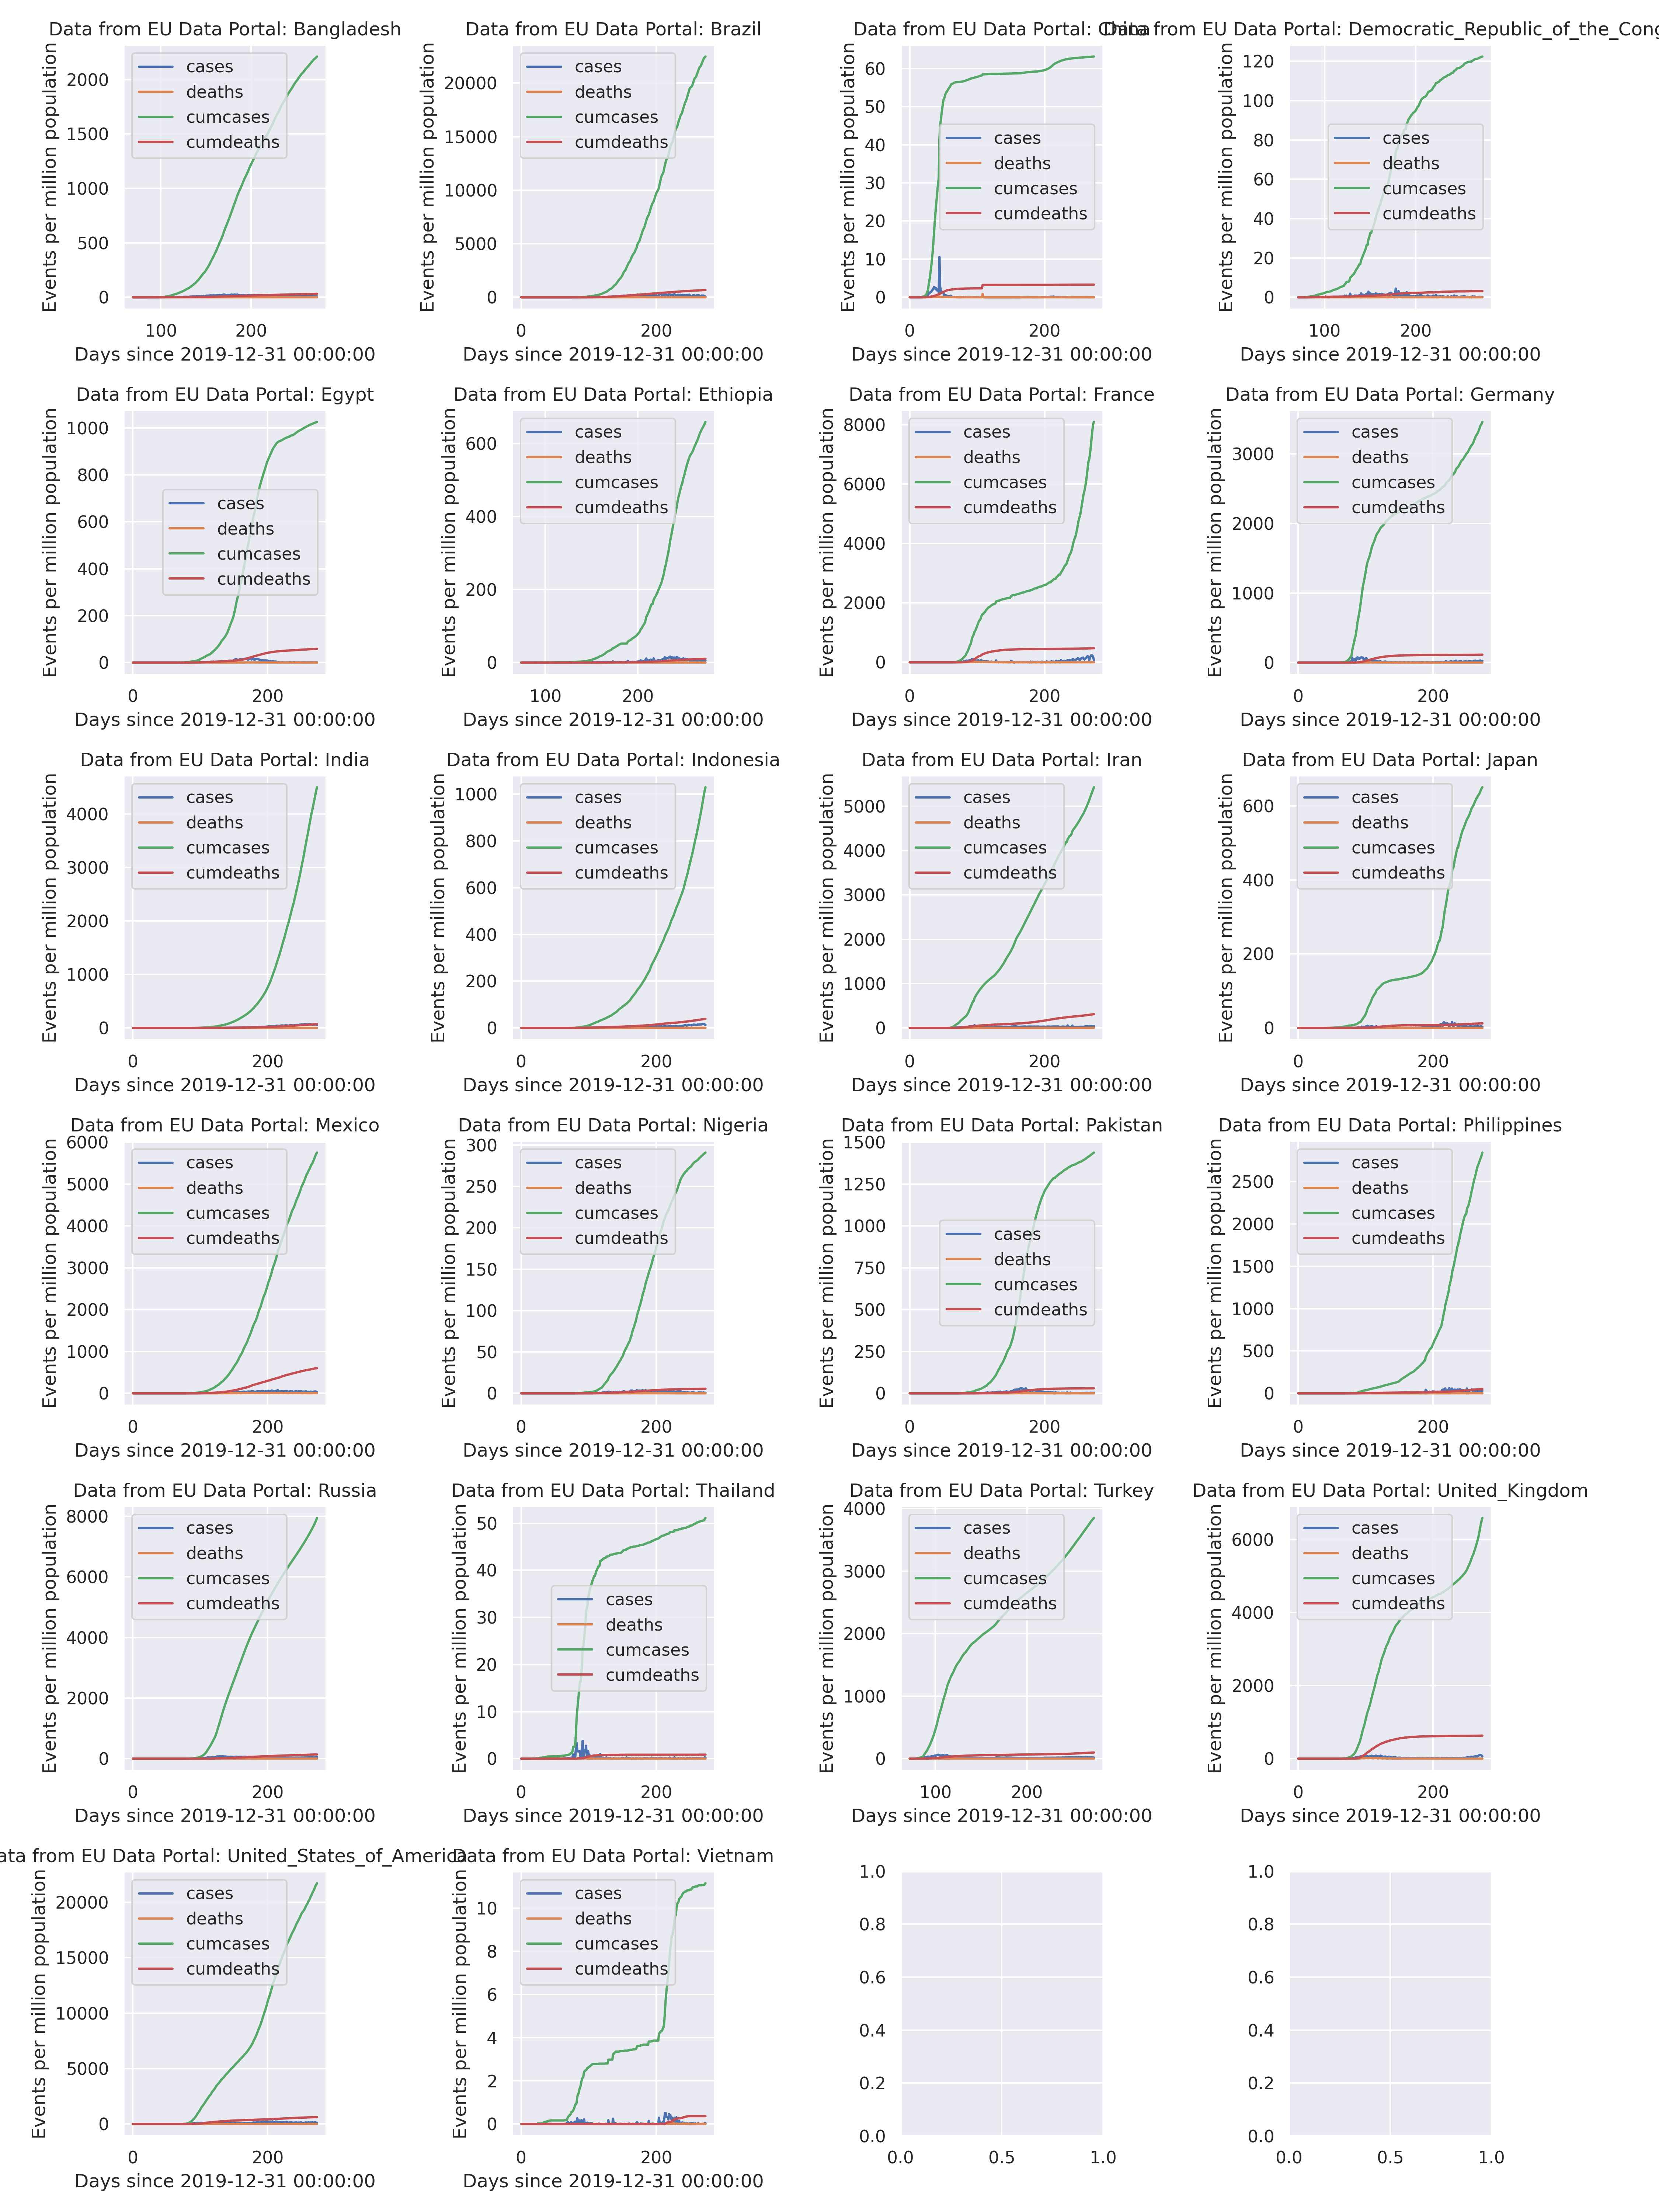 Data from EU Data Portal: Bangladesh
Events per million population
2000
1500
1000
500
0
cases
deaths
cumcases
cumdeaths
100 200
Days since 2019-12-31 00:00:00
Data from EU Data Portal: Brazil
Events per million population
20000
15000
10000
5000
0
cases
deaths
cumcases
cumdeaths
0 200
Days since 2019-12-31 00:00:00
Data from EU Data Portal: China
Events per million population
60
50
40
30
20
10
0
cases
deaths
cumcases
cumdeaths
0 200
Days since 2019-12-31 00:00:00
Data from EU Data Portal: Democratic_Republic_of_the_Cong
Events per million population
120
100
80
60
40
20
0
cases
deaths
cumcases
cumdeaths
100 200
Days since 2019-12-31 00:00:00
Data from EU Data Portal: Egypt
Events per million population
1000
800
600
400
200
0
cases
deaths
cumcases
cumdeaths
0 200
Days since 2019-12-31 00:00:00
Data from EU Data Portal: Ethiopia
Events per million population
600
400
200
0
cases
deaths
cumcases
cumdeaths
100 200
Days since 2019-12-31 00:00:00
Data from EU Data Portal: France
Events per million population
8000
6000
4000
2000
0
cases
deaths
cumcases
cumdeaths
0 200
Days since 2019-12-31 00:00:00
Data from EU Data Portal: Germany
Events per million population
3000
2000
1000
0
cases
deaths
cumcases
cumdeaths
0 200
Days since 2019-12-31 00:00:00
Data from EU Data Portal: India
Events per million population
4000
3000
2000
1000
0
cases
deaths
cumcases
cumdeaths
0 200
Days since 2019-12-31 00:00:00
Data from EU Data Portal: Indonesia
Events per million population
1000
800
600
400
200
0
cases
deaths
cumcases
cumdeaths
0 200
Days since 2019-12-31 00:00:00
Data from EU Data Portal: Iran
Events per million population
5000
4000
3000
2000
1000
0
cases
deaths
cumcases
cumdeaths
0 200
Days since 2019-12-31 00:00:00
Data from EU Data Portal: Japan
Events per million population
600
400
200
0
cases
deaths
cumcases
cumdeaths
0 200
Days since 2019-12-31 00:00:00
Data from EU Data Portal: Mexico
Events per million population
6000
5000
4000
3000
2000
1000
0
cases
deaths
cumcases
cumdeaths
0 200
Days since 2019-12-31 00:00:00
Data from EU Data Portal: Nigeria
Events per million population
300
250
200
150
100
50
0
cases
deaths
cumcases
cumdeaths
0 200
Days since 2019-12-31 00:00:00
Data from EU Data Portal: Pakistan
Events per million population
1500
1250
1000
750
500
250
0
cases
deaths
cumcases
cumdeaths
0 200
Days since 2019-12-31 00:00:00
Data from EU Data Portal: Philippines
Events per million population
2500
2000
1500
1000
500
0
cases
deaths
cumcases
cumdeaths
0 200
Days since 2019-12-31 00:00:00
Data from EU Data Portal: Russia
Events per million population
8000
6000
4000
2000
0
cases
deaths
cumcases
cumdeaths
0 200
Days since 2019-12-31 00:00:00
Data from EU Data Portal: Thailand
Events per million population
50
40
30
20
10
0
cases
deaths
cumcases
cumdeaths
0 200
Days since 2019-12-31 00:00:00
Data from EU Data Portal: Turkey
Events per million population
4000
3000
2000
1000
0
cases
deaths
cumcases
cumdeaths
100 200
Days since 2019-12-31 00:00:00
Data from EU Data Portal: United_Kingdom
Events per million population
6000
4000
2000
0
cases
deaths
cumcases
cumdeaths
0 200
Days since 2019-12-31 00:00:00
ata from EU Data Portal: United_States_of_America
Events per million population
20000
15000
10000
5000
0
cases
deaths
cumcases
cumdeaths
0 200
Days since 2019-12-31 00:00:00
Data from EU Data Portal: Vietnam
Events per million population
10
8
6
4
2
0
cases
deaths
cumcases
cumdeaths
0 200
Days since 2019-12-31 00:00:00
1.0
0.8
0.6
0.4
0.2
0.0
0.0 0.5 1.0
1.0
0.8
0.6
0.4
0.2
0.0
0.0 0.5 1.0